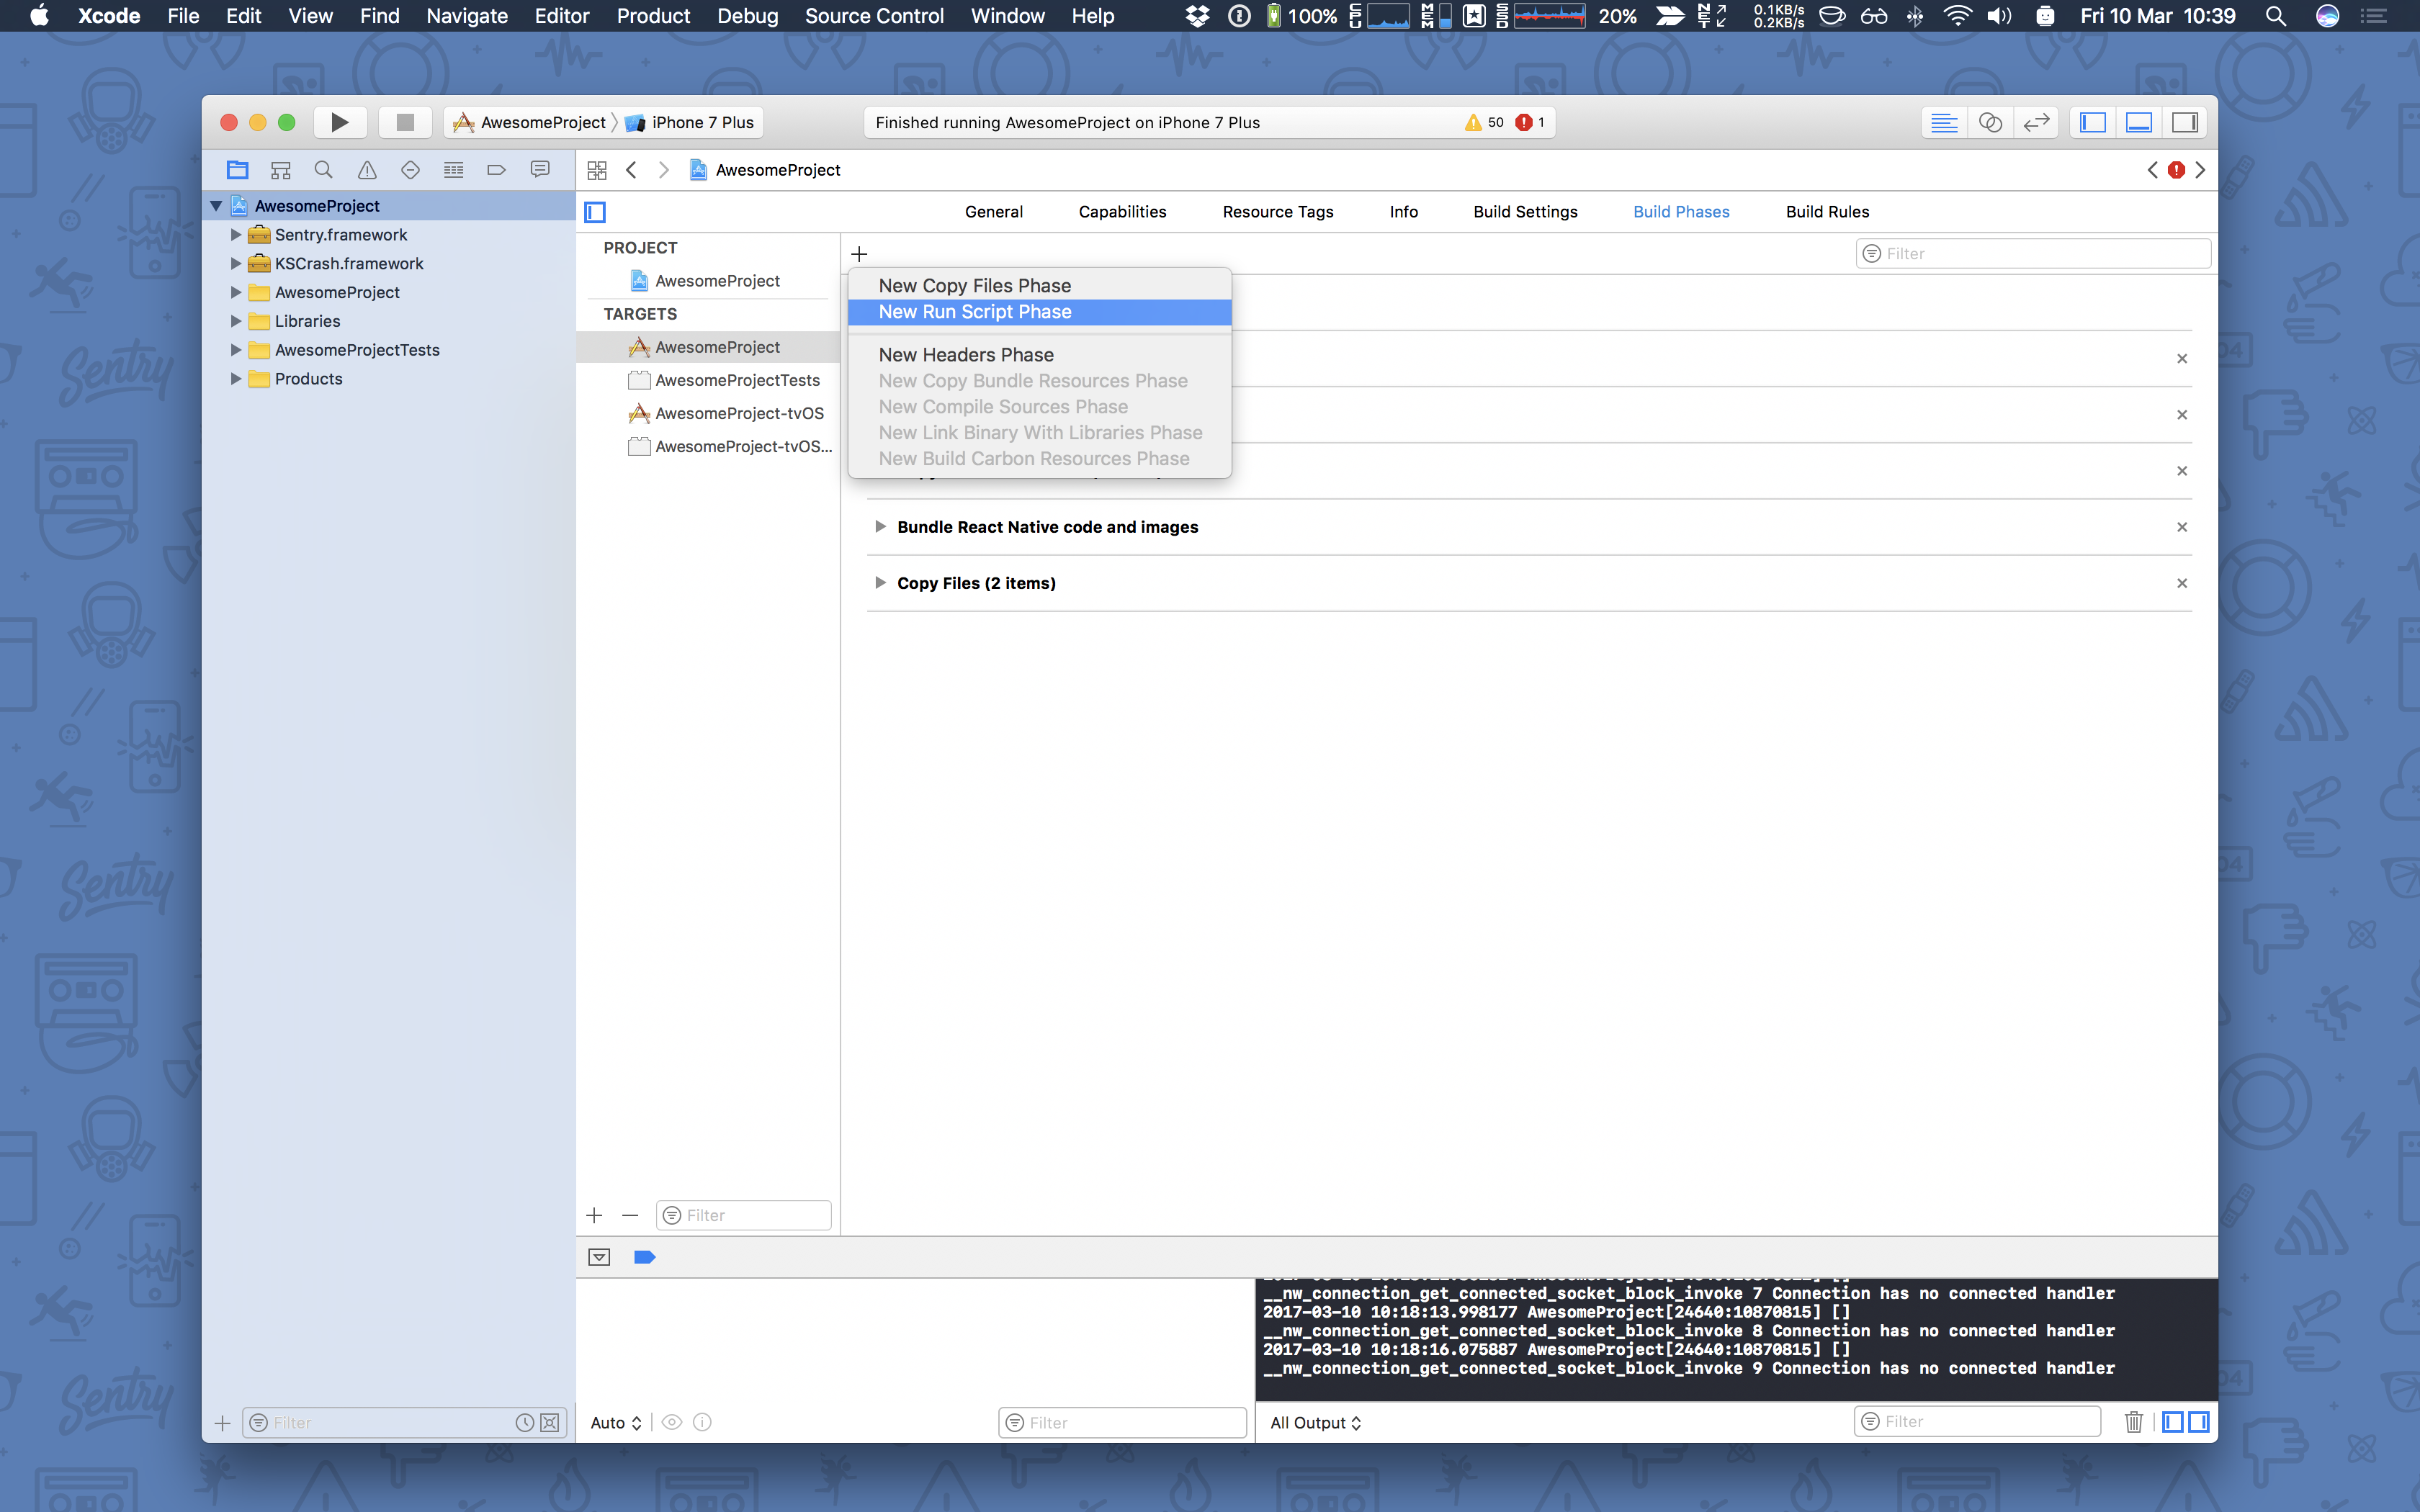 Xcode File Edit View Find Navigate Editor Product Debug Source Control Window Help 100% CPU MEM SSD 20% NET 0.1KB/s 0.2KB/s Fri 10 Mar 10:39
AwesomeProject iPhone 7 Plus Finished running AwesomeProject on iPhone 7 Plus 50 1
AwesomeProject
AwesomeProject
Sentry.framework
KSCrash.framework
AwesomeProject
Libraries
AwesomeProjectTests
Products
Filter
General Capabilities Resource Tags Info Build Settings Build Phases Build Rules
PROJECT
AwesomeProject
TARGETS
AwesomeProject
AwesomeProjectTests
AwesomeProject-tvOS
AwesomeProject-tvOS...
Filter
Filter
New Copy Files Phase
New Run Script Phase
New Headers Phase
New Copy Bundle Resources Phase
New Compile Sources Phase
New Link Binary With Libraries Phase
New Build Carbon Resources Phase
Bundle React Native code and images
Copy Files (2 items)
__nw_connection_get_connected_socket_block_invoke 7 Connection has no connected handler
2017-03-10 10:18:13.998177 AwesomeProject[24640:10870815] []
__nw_connection_get_connected_socket_block_invoke 8 Connection has no connected handler
2017-03-10 10:18:16.075887 AwesomeProject[24640:10870815] []
__nw_connection_get_connected_socket_block_invoke 9 Connection has no connected handler
Auto Filter All Output Filter
Sentry
Sentry
Sentry